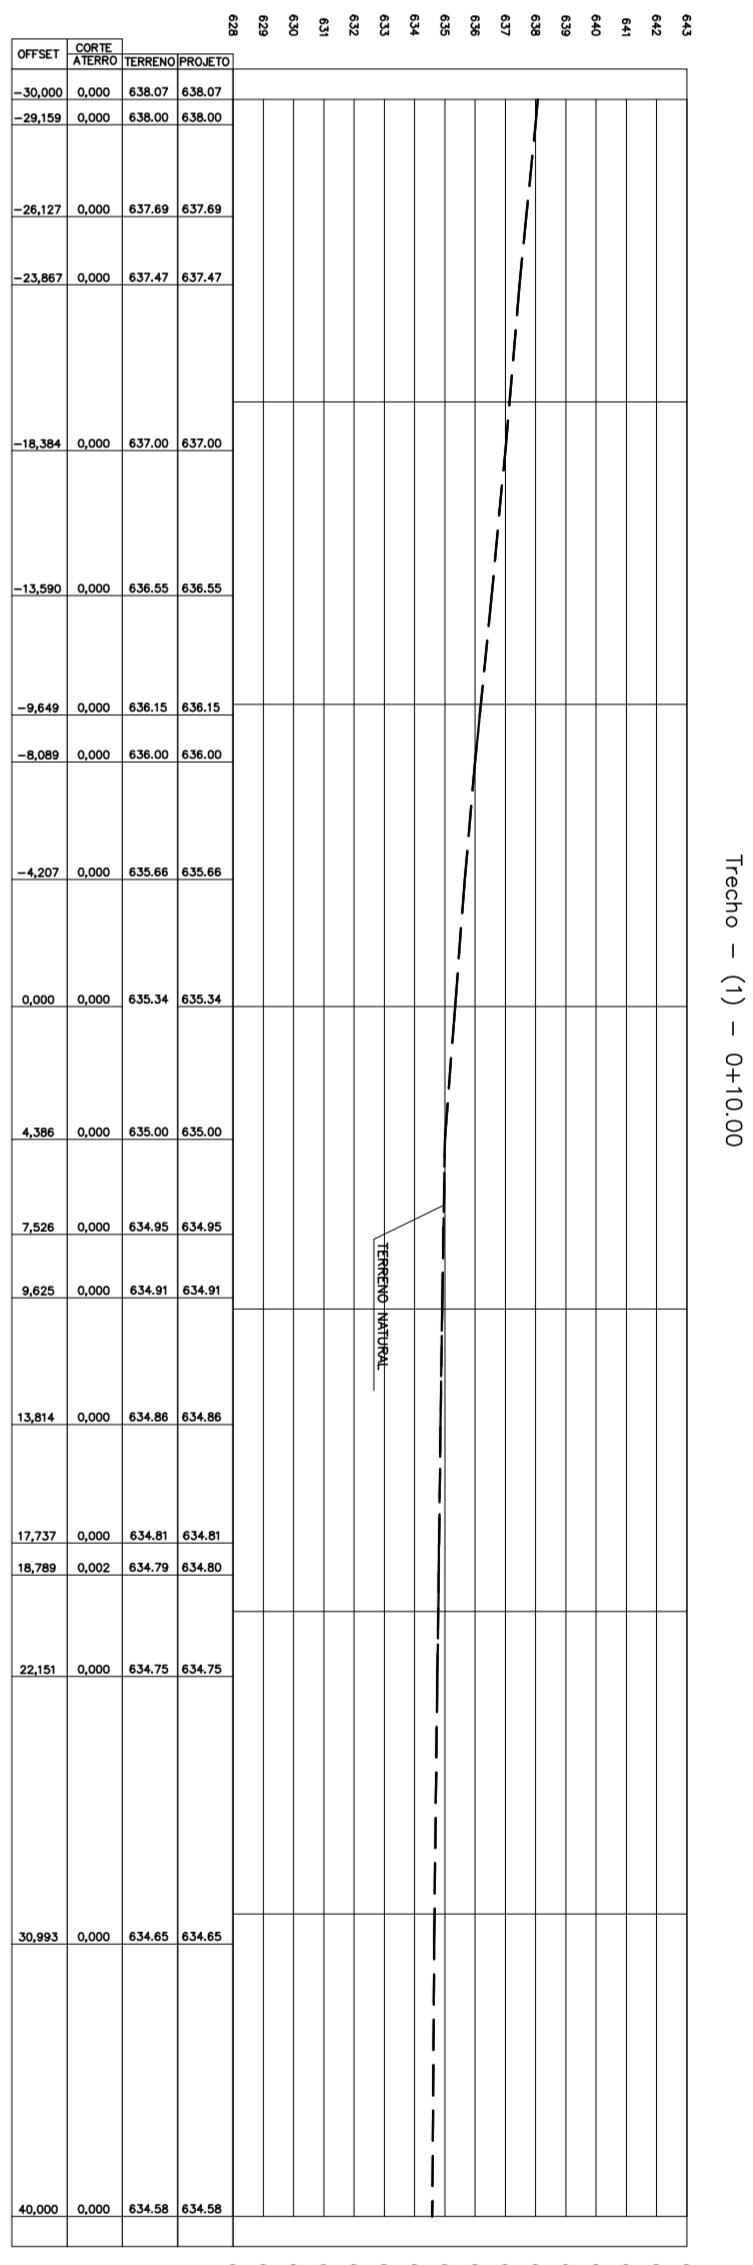 628 629 630 631 632 633 634 635 636 637 638 639 640 641 642 643
OFFSET CORTE ATERRO TERRENO PROJETO
-30,000 0,000 638.07 638.07
-29,159 0,000 638.00 638.00
-26,127 0,000 637.69 637.69
-23,867 0,000 637.47 637.47
-18,384 0,000 637.00 637.00
-13,590 0,000 636.55 636.55
-9,649 0,000 636.15 636.15
-8,089 0,000 636.00 636.00
-4,207 0,000 635.66 635.66
0,000 0,000 635.34 635.34
4,386 0,000 635.00 635.00
7,526 0,000 634.95 634.95
9,625 0,000 634.91 634.91
13,814 0,000 634.86 634.86
17,737 0,000 634.81 634.81
18,789 0,002 634.79 634.80
22,151 0,000 634.75 634.75
30,993 0,000 634.65 634.65
40,000 0,000 634.58 634.58
TERRENO NATURAL
Trecho - (1) - 0+10.00